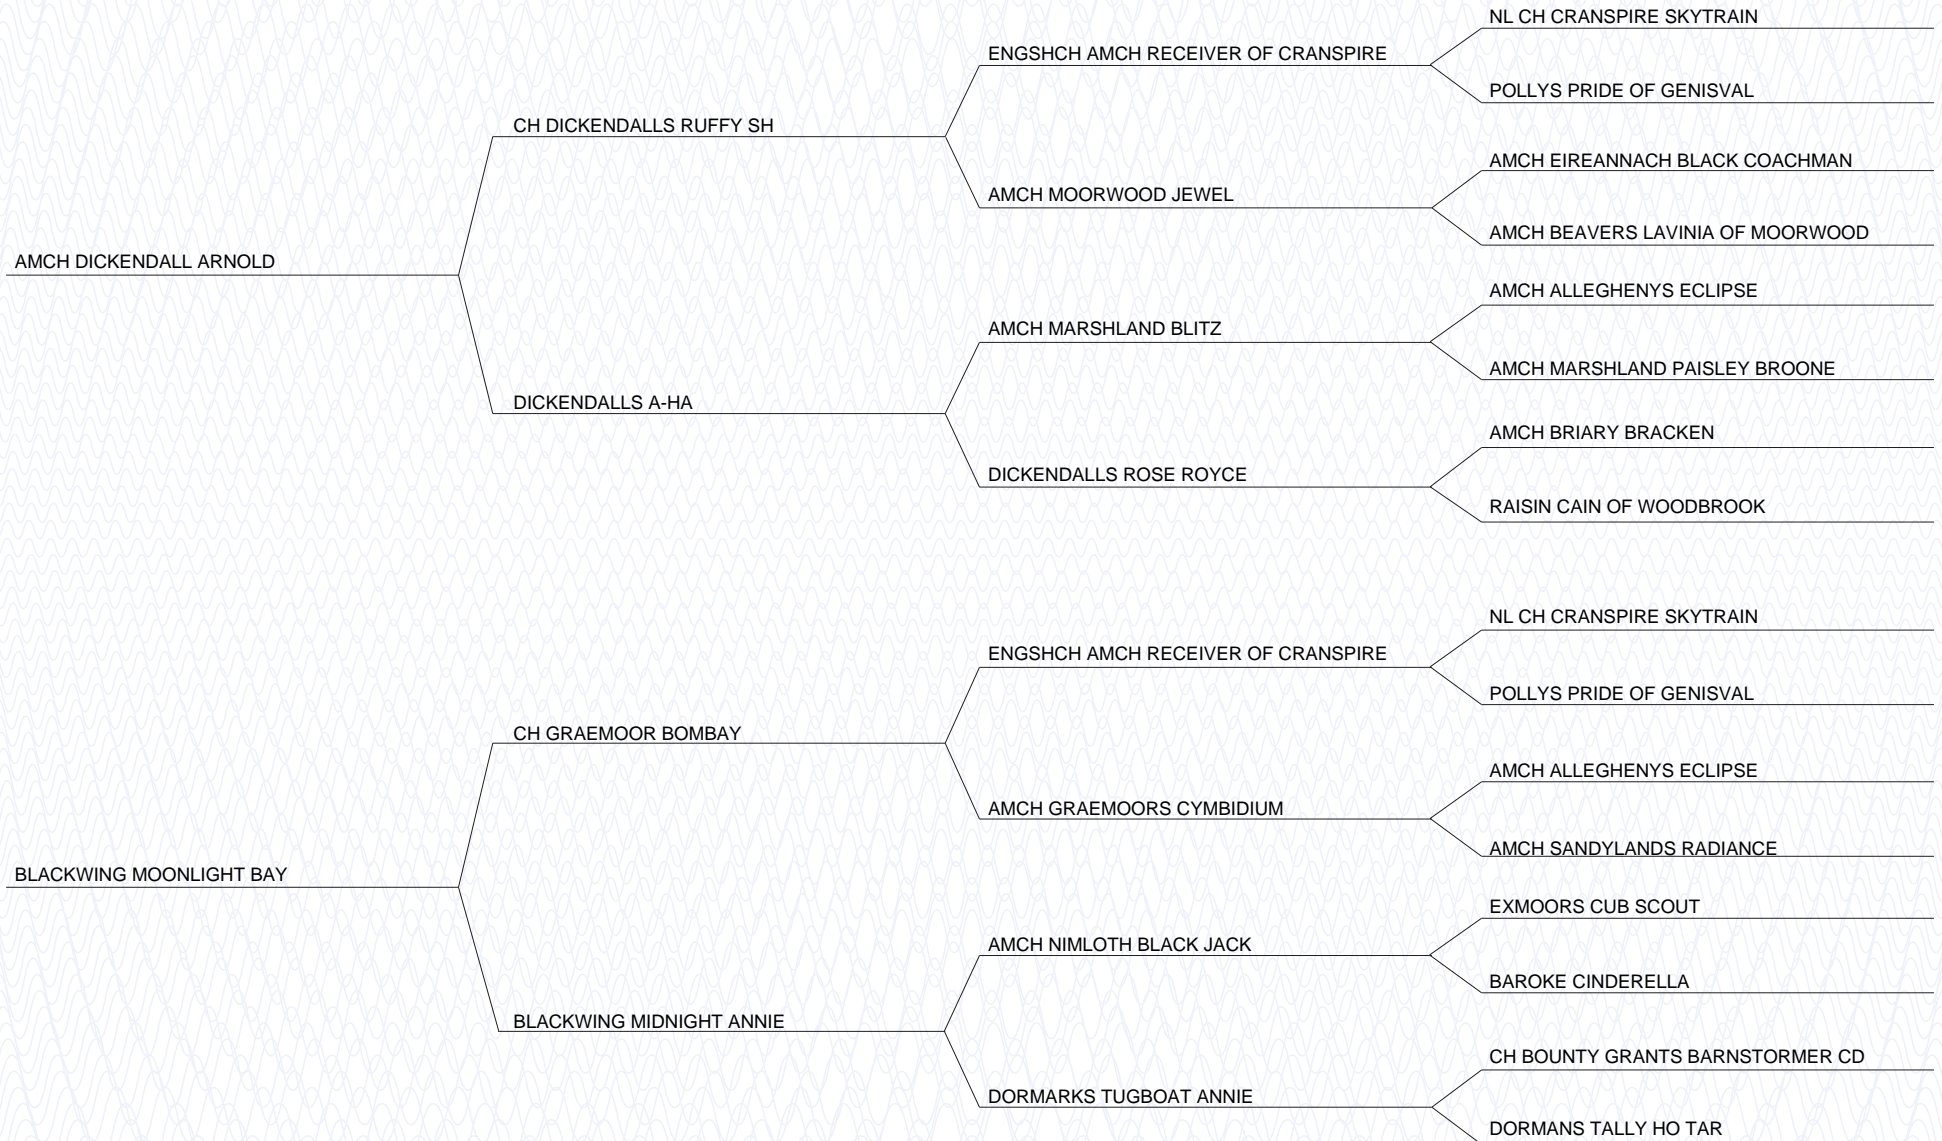 NL CH CRANSPIRE SKYTRAIN
ENGSHCH AMCH RECEIVER OF CRANSPIRE
POLLYS PRIDE OF GENISVAL
CH DICKENDALLS RUFFY SH
AMCH EIREANNACH BLACK COACHMAN
AMCH MOORWOOD JEWEL
AMCH BEAVERS LAVINIA OF MOORWOOD
AMCH DICKENDALL ARNOLD
AMCH ALLEGHENYS ECLIPSE
AMCH MARSHLAND BLITZ
AMCH MARSHLAND PAISLEY BROONE
DICKENDALLS A-HA
AMCH BRIARY BRACKEN
DICKENDALLS ROSE ROYCE
RAISIN CAIN OF WOODBROOK
NL CH CRANSPIRE SKYTRAIN
ENGSHCH AMCH RECEIVER OF CRANSPIRE
POLLYS PRIDE OF GENISVAL
CH GRAEMOOR BOMBAY
AMCH ALLEGHENYS ECLIPSE
AMCH GRAEMOORS CYMBIDIUM
AMCH SANDYLANDS RADIANCE
BLACKWING MOONLIGHT BAY
EXMOORS CUB SCOUT
AMCH NIMLOTH BLACK JACK
BAROKE CINDERELLA
BLACKWING MIDNIGHT ANNIE
CH BOUNTY GRANTS BARNSTORMER CD
DORMARKS TUGBOAT ANNIE
DORMANS TALLY HO TAR